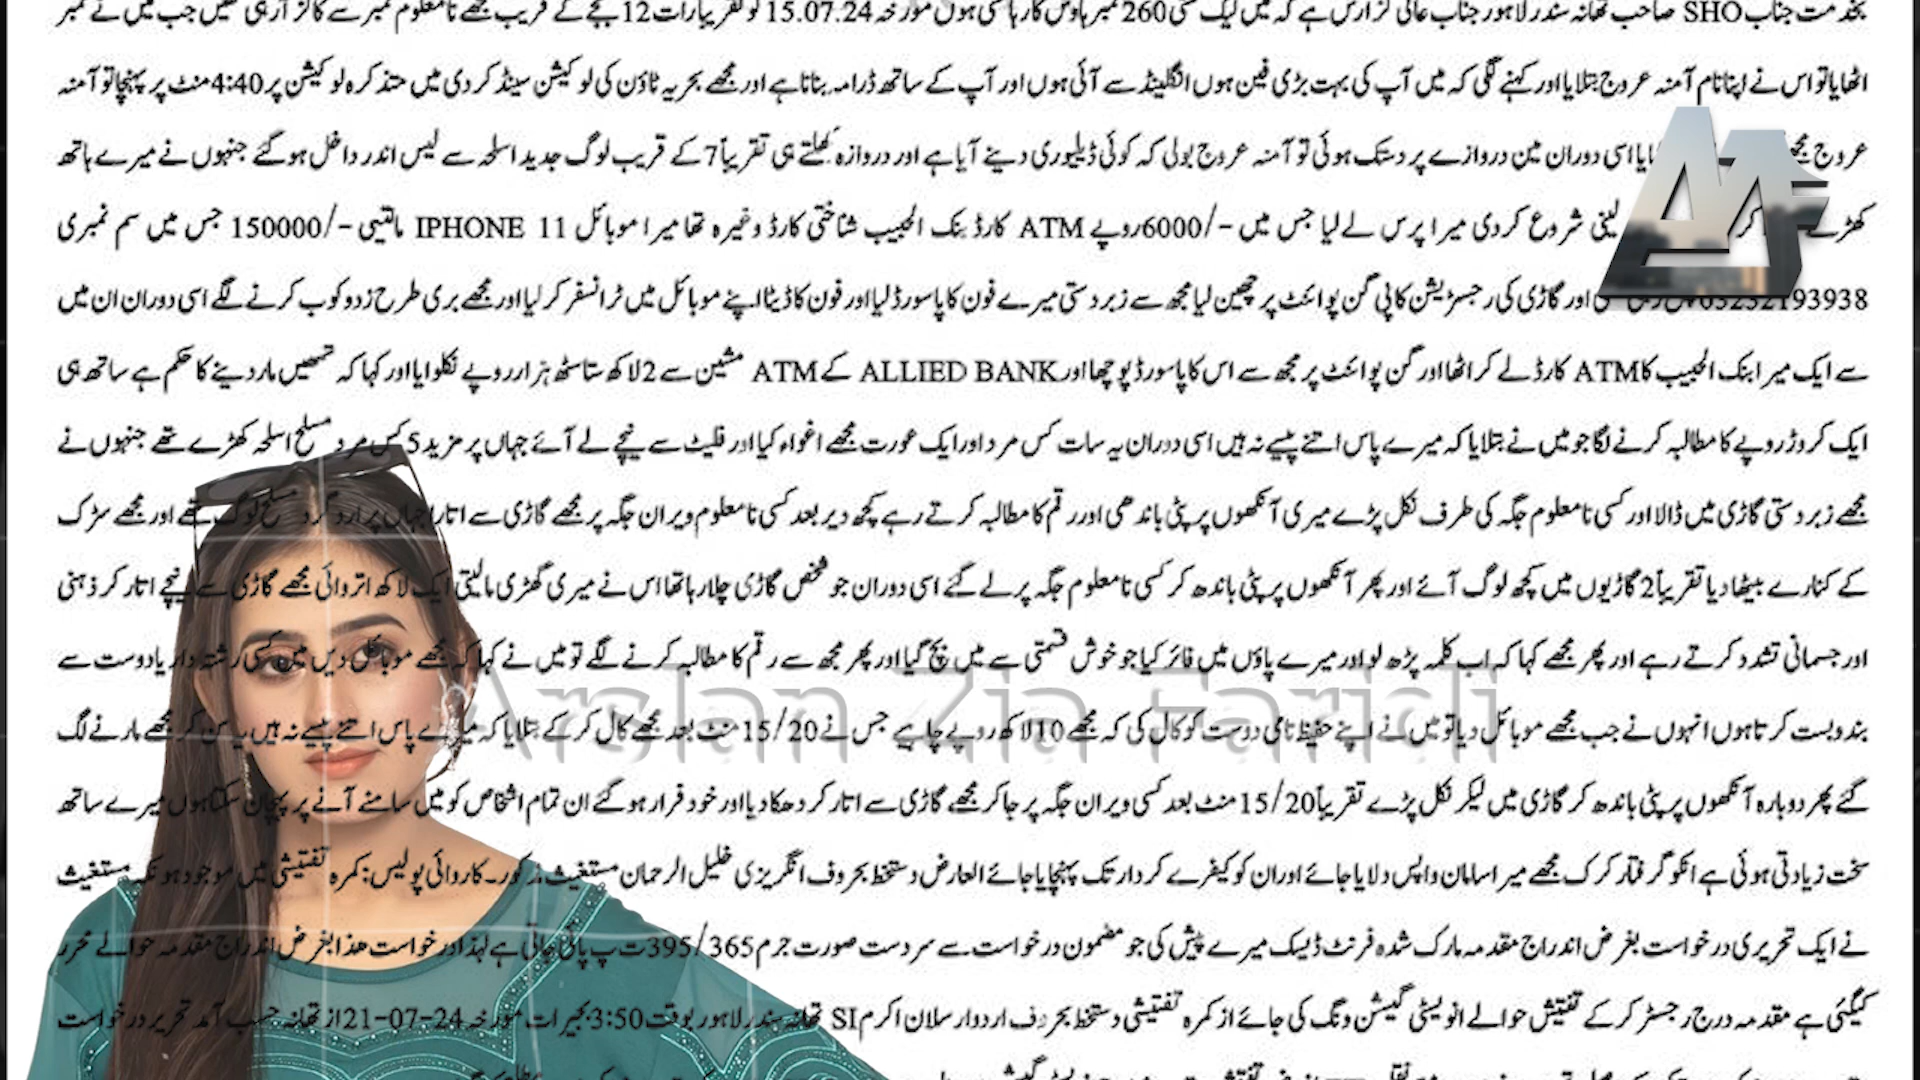 بخدمت جناب SHO صاحب تھانہ سندر لاہور جناب عالی گزارش ہے کہ میں لیک سٹی 260 نمبر ہاؤس کا رہائشی ہوں مورخہ 15.07.24 کو تقریباً رات 12 بجے کے قریب مجھے نامعلوم نمبر سے کالز آ رہی تھیں جب میں نے نمبر
اٹھایا تو اس نے اپنا نام آمنہ عروج بتلایا اور کہنے لگی کہ میں آپ کی بہت بڑی فین ہوں انگلینڈ سے آئی ہوں اور آپ کے ساتھ ڈرامہ بنانا ہے اور مجھے بحریہ ٹاؤن کی لوکیشن سینڈ کر دی میں متذکرہ لوکیشن پر 4:40 منٹ پر پہنچا تو آمنہ
عروج مجھے یا اسی دوران مین دروازے پر دستک ہوئی تو آمنہ عروج بولی کہ کوئی ڈیلیوری دینے آیا ہے اور دروازہ کھلتے ہی تقریباً 7 کے قریب لوگ جدید اسلحہ سے لیس اندر داخل ہو گئے جنہوں نے میرے ہاتھ
کھڑے لینی شروع کر دی میرا پرس لے لیا جس میں -/6000 روپے ATM کارڈ بنک الحبیب شناختی کارڈ وغیرہ تھا میرا موبائل IPHONE 11 مالتیی -/150000 جس میں سم نمبری
03232193938 اور گاڑی کی رجسٹریشن کاپی گن پوائنٹ پر چھین لیا مجھ سے زبردستی میرے فون کا پاسورڈ لیا اور فون کا ڈیٹا اپنے موبائل میں ٹرانسفر کر لیا اور مجھے بری طرح زدوکوب کرنے لگے اسی دوران ان میں
سے ایک میرا بنک الحبیب کا ATM کارڈ لے کر اٹھا اور گن پوائنٹ پر مجھ سے اس کا پاسورڈ پوچھا اور ALLIED BANK کے ATM مشین سے 2 لاکھ ستاسٹھ ہزار روپے نکلوایا اور کہا کہ تمھیں مار دینے کا حکم ہے ساتھ ہی
ایک کروڑ روپے کا مطالبہ کرنے لگا جو میں نے بتلایا کہ میرے پاس اتنے پیسے نہ ہیں اسی دوران یہ سات کس مرد اور ایک عورت مجھے اغواء کیا اور فلیٹ سے نیچے لے آئے جہاں پر مزید 5 کس مرد مسلح اسلحہ کھڑے تھے جنہوں نے
مجھے زبردستی گاڑی میں ڈالا اور کسی نامعلوم جگہ کی طرف نکل پڑے میری آنکھوں پر پٹی باندھی اور رقم کا مطالبہ کرتے رہے کچھ دیر بعد کسی نامعلوم ویران جگہ پر مجھے گاڑی سے اتارا جہاں پر ارد گرد مسلح لوگ تھے اور مجھے سڑک
کے کنارے بیٹھا دیا تقریباً 2 گاڑیوں میں کچھ لوگ آئے اور پھر آنکھوں پر پٹی باندھ کر کسی نامعلوم جگہ پر لے گئے اسی دوران جو شخص گاڑی چلا رہا تھا اس نے میری گھڑی مالیتی ایک لاکھ اتروائی مجھے گاڑی سے نیچے اتار کر ذہنی
اور جسمانی تشدد کرتے رہے اور پھر مجھے کہا کہ اب کلمہ پڑھ لو اور میرے پاؤں میں فائر کیا جو خوش قسمتی سے میں بچ گیا اور پھر مجھ سے رقم کا مطالبہ کرنے لگے تو میں نے کہا کہ مجھے موبائل دیں میں کسی رشتہ دار یا دوست سے
بندوبست کرتا ہوں انہوں نے جب مجھے موبائل دیا تو میں نے اپنے حفیظ نامی دوست کو کال کی کہ مجھے 10 لاکھ روپے چاہیے جس نے 15/20 منٹ بعد مجھے کال کر کے بتلایا کہ میرے پاس اتنے پیسے نہ ہیں یہ سن کر مجھے مارنے لگ
گئے پھر دوبارہ آنکھوں پر پٹی باندھ کر گاڑی میں لیکر نکل پڑے تقریباً 15/20 منٹ بعد کسی ویران جگہ پر جا کر مجھے گاڑی سے اتار کر دھکا دیا اور خود فرار ہو گئے ان تمام اشخاص کو میں سامنے آنے پر پہچان سکتا ہوں میرے ساتھ
سخت زیادتی ہوئی ہے انکو گرفتار کر کے مجھے میرا سامان واپس دلایا جائے اور ان کو کیفرے کردار تک پہنچایا جائے العارض دستخط بحروف انگریزی خلیل الرحمان مستغیث مذکور۔ کاروائی پولیس: کمرہ تفتیشی میں موجود ہوں کہ مستغیث
نے ایک تحریری درخواست بغرض اندراج مقدمہ مارک شدہ فرنٹ ڈیسک میرے پیش کی جو مضمون درخواست سے سر دست صورت جرم 395/365 ت پ پائی جاتی ہے لہذا درخواست ھذا بغرض اندراج مقدمہ حوالے محرر
کیگئی ہے مقدمہ درج رجسٹر کر کے تفتیش حوالے انویسٹی گیشن ونگ کی جائے از کمرہ تفتیشی دستخط بحروف اردو ارسلان اکرم SI تھانہ سندر لاہور بوقت 3:50 بجے رات مورخہ 21-07-24 از تھانہ حسب آمد تحریر درخواست
Arslan Zia Faridi